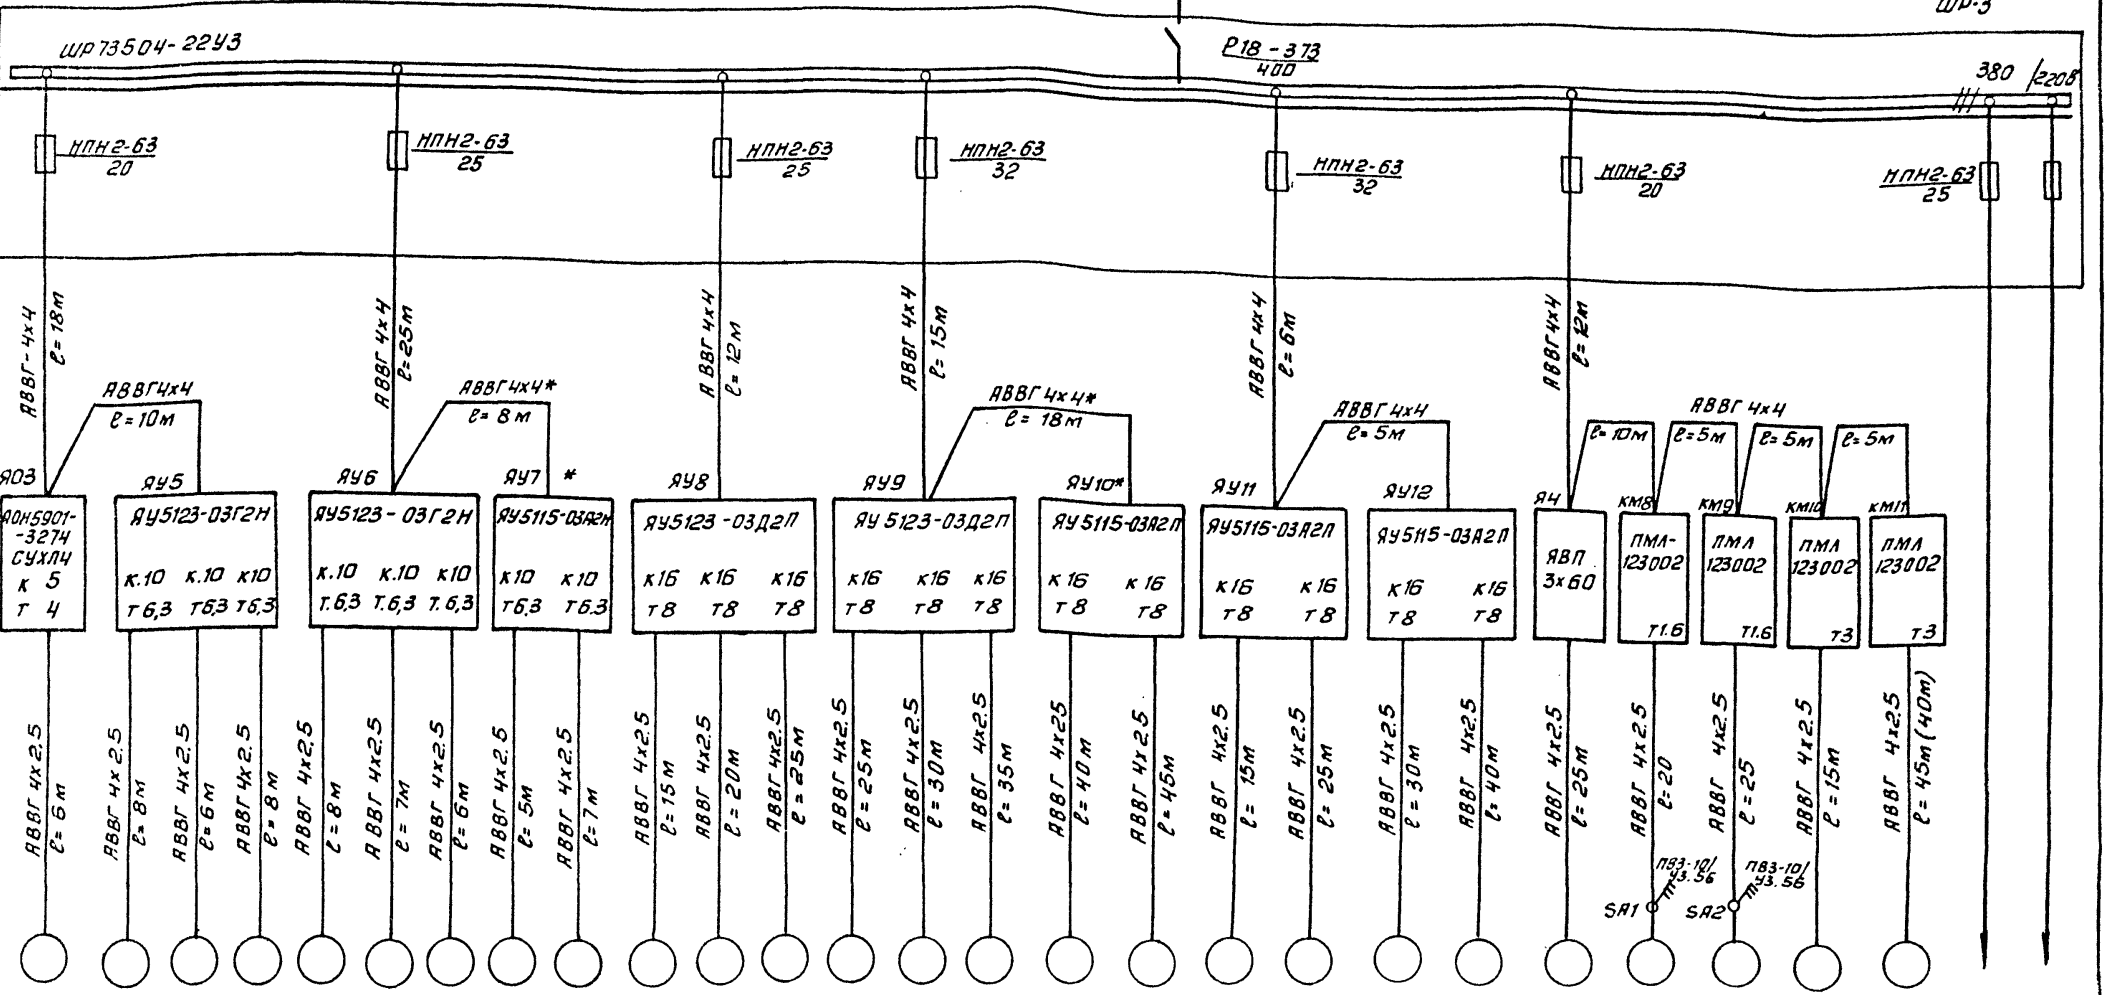 ШР-3
ШР73504-22У3
Р18-373
400
380/220В
НПН2-63
20
НПН2-63
25
НПН2-63
25
НПН2-63
32
НПН2-63
32
НПН2-63
20
НПН2-63
25
АВВГ-4х4
ℓ=18м
АВВГ 4х4
ℓ=25м
АВВГ 4х4
ℓ=12м
АВВГ 4х4
ℓ=15м
АВВГ 4х4
ℓ=6м
АВВГ 4х4
ℓ=12м
АВВГ4х4
ℓ=10м
АВВГ4х4*
ℓ=8м
АВВГ 4х4*
ℓ=18м
АВВГ4х4
ℓ=5м
АВВГ 4х4
ℓ=10м
ℓ=5м
ℓ=5м
ℓ=5м
ЯО3
ЯОН5901-
-3274
СУХЛ4
К 5
Т 4
ЯУ5
ЯУ5123-03Г2Н
К.10 К.10 К10
Т6,3 Т6,3 Т6,3
ЯУ6
ЯУ5123-03Г2Н
К.10 К.10 К10
Т.6,3 Т.6,3 Т.6,3
ЯУ7 *
ЯУ5115-03А2Н
К10 К10
Т6,3 Т6.3
ЯУ8
ЯУ5123-03Д2П
К16 К16 К16
Т8 Т8 Т8
ЯУ9
ЯУ5123-03Д2П
К16 К16 К16
Т8 Т8 Т8
ЯУ10*
ЯУ5115-03А2П
К16 К16
Т8 Т8
ЯУ11
ЯУ5115-03А2П
К16 К16
Т8 Т8
ЯУ12
ЯУ5115-03А2П
К16 К16
Т8 Т8
Я4
ЯВП
3х60
КМ8
ПМЛ-
123002
Т1.6
КМ9
ПМЛ
123002
Т1.6
КМ10
ПМЛ
123002
Т3
КМ11
ПМЛ
123002
Т3
АВВГ 4х2.5
ℓ=6м
АВВГ 4х2.5
ℓ=8м
АВВГ 4х2.5
ℓ=6м
АВВГ 4х2.5
ℓ=8м
АВВГ 4х2.5
ℓ=8м
АВВГ 4х2.5
ℓ=7м
АВВГ 4х2.5
ℓ=6м
АВВГ 4х2.5
ℓ=5м
АВВГ 4х2.5
ℓ=7м
АВВГ 4х2.5
ℓ=15м
АВВГ 4х2.5
ℓ=20м
АВВГ 4х2.5
ℓ=25м
АВВГ 4х2.5
ℓ=25м
АВВГ 4х2.5
ℓ=30м
АВВГ 4х2.5
ℓ=35м
АВВГ 4х25
ℓ=40м
АВВГ 4х2.5
ℓ=45м
АВВГ 4х2.5
ℓ=15м
АВВГ 4х2.5
ℓ=25м
АВВГ 4х2.5
ℓ=30м
АВВГ 4х2.5
ℓ=40м
АВВГ 4х2.5
ℓ=25м
АВВГ 4х2.5
ℓ=20
АВВГ 4х2.5
ℓ=25
АВВГ 4х2.5
ℓ=15м
АВВГ 4х2.5
ℓ=45м (40м)
ПВ3-10/
У3.56
SA1
ПВ3-10/
У3.56
SA2